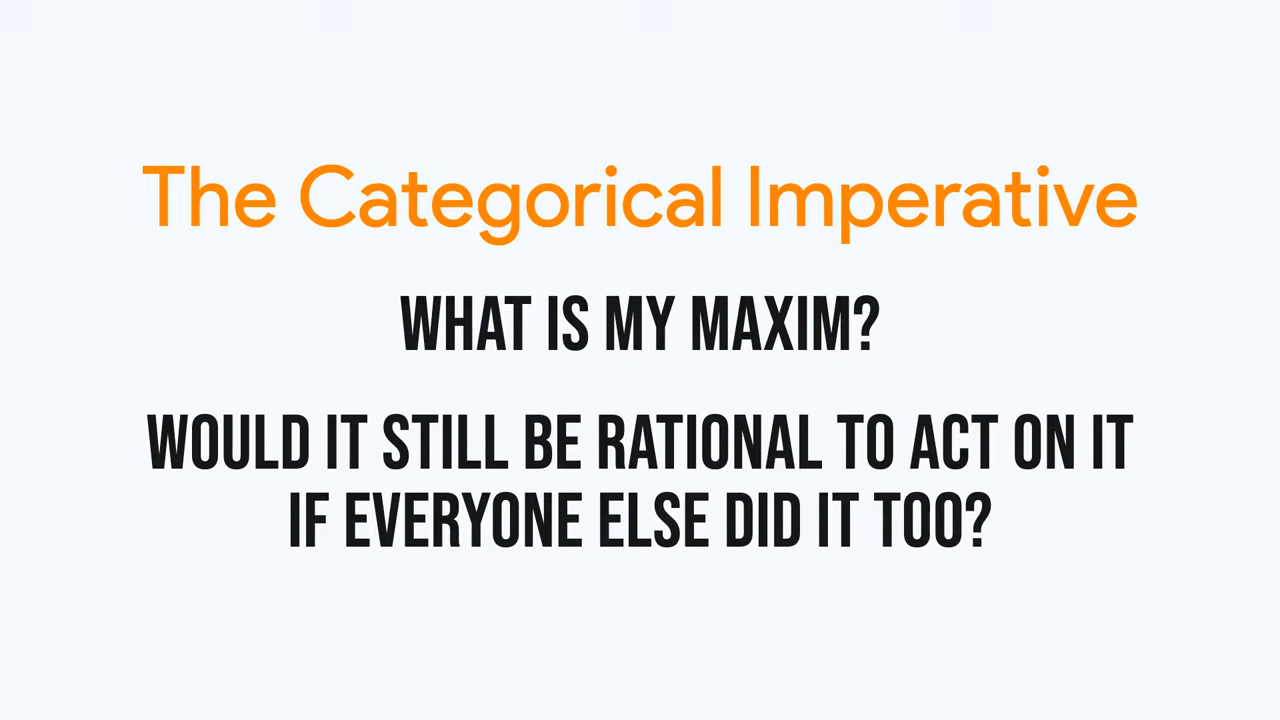 The Categorical Imperative
WHAT IS MY MAXIM?
WOULD IT STILL BE RATIONAL TO ACT ON IT
IF EVERYONE ELSE DID IT TOO?